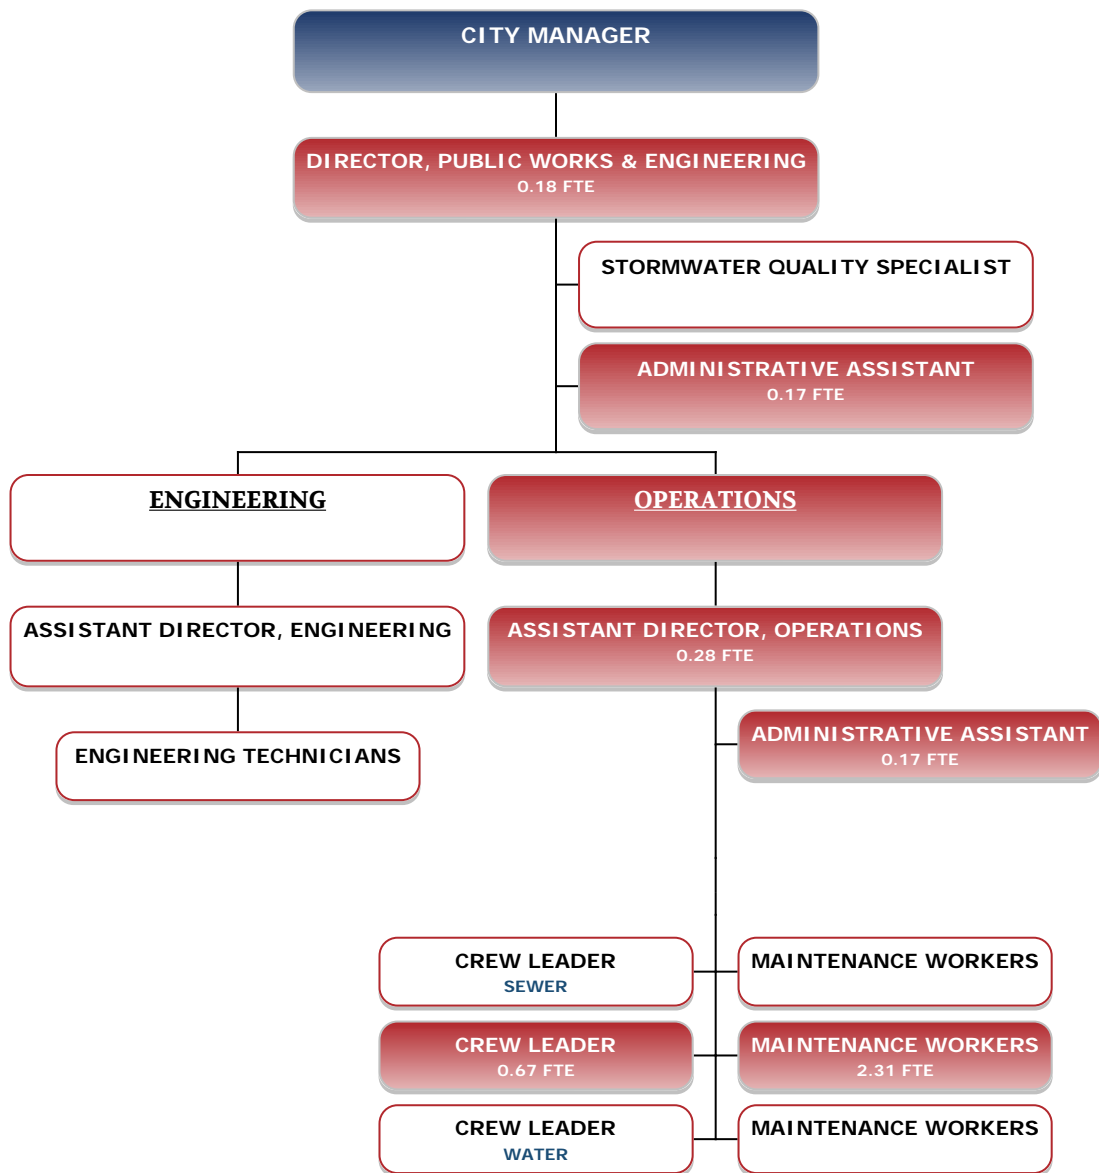 CITY MANAGER
DIRECTOR, PUBLIC WORKS & ENGINEERING
0.18 FTE
STORMWATER QUALITY SPECIALIST
ADMINISTRATIVE ASSISTANT
0.17 FTE
ENGINEERING
OPERATIONS
ASSISTANT DIRECTOR, ENGINEERING
ASSISTANT DIRECTOR, OPERATIONS
0.28 FTE
ENGINEERING TECHNICIANS
ADMINISTRATIVE ASSISTANT
0.17 FTE
CREW LEADER
SEWER
MAINTENANCE WORKERS
CREW LEADER
0.67 FTE
MAINTENANCE WORKERS
2.31 FTE
CREW LEADER
WATER
MAINTENANCE WORKERS